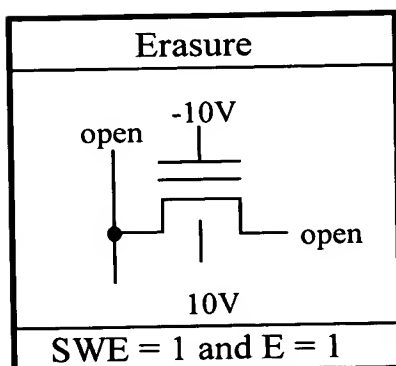 Erasure
-10V
open
open
10V
SWE = 1 and E = 1